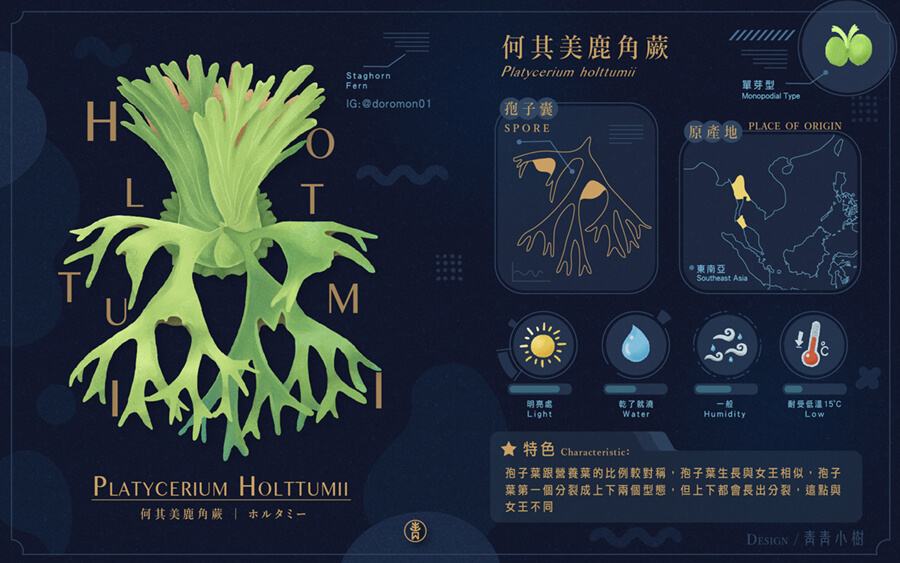 H O
L T
T U M
I I
Staghorn
Fern
IG:@doromon01
PLATYCERIUM HOLTTUMII
何其美鹿角蕨 | ホルタミー
何其美鹿角蕨
Platycerium holttumii
單芽型
Monopodial Type
孢子囊
SPORE
原產地 PLACE OF ORIGIN
東南亞
Southeast Asia
明亮處
Light
乾了就澆
Water
一般
Humidity
℃
耐受低溫15℃
Low
特色 Characteristic:
孢子葉跟營養葉的比例較對稱，孢子葉生長與女王相似，孢子
葉第一個分裂成上下兩個型態，但上下都會長出分裂，這點與
女王不同
DESIGN / 青青小樹